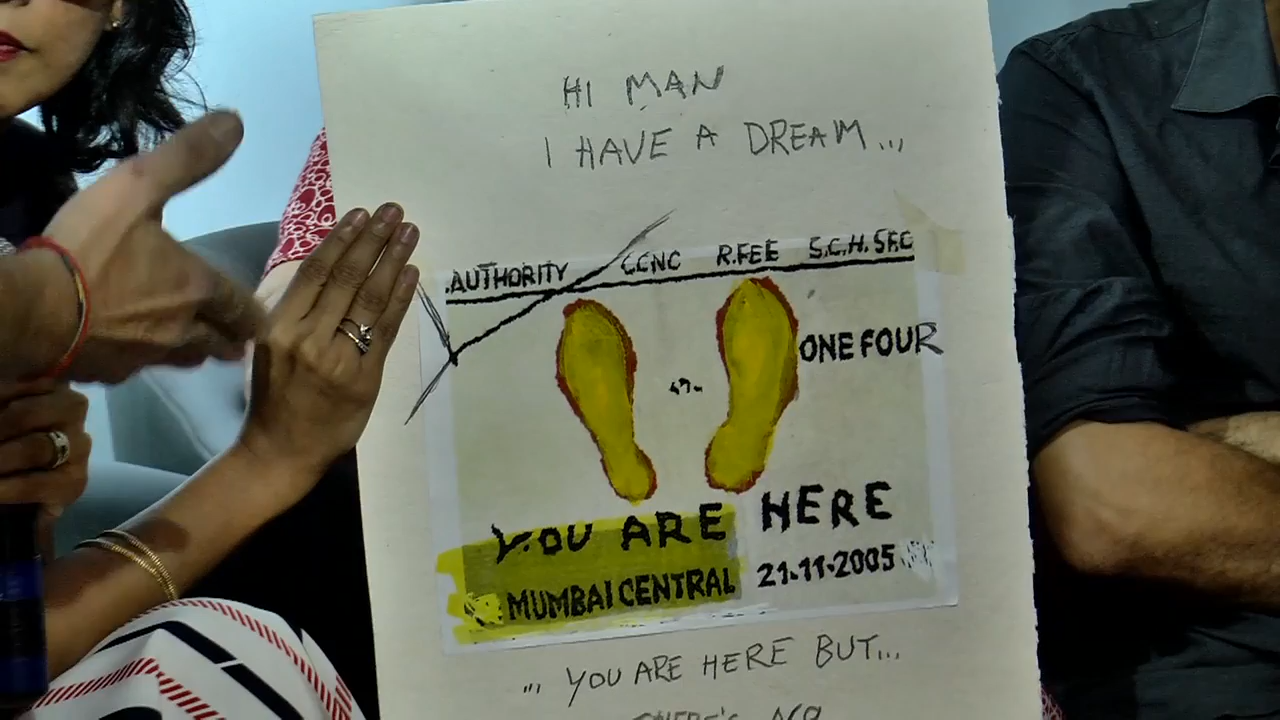 HI MAN
I HAVE A DREAM...
.AUTHORITY CCNC R.FEE S.C.H. SEC
ONE FOUR
YOU ARE HERE
MUMBAI CENTRAL 21-11-2005
... YOU ARE HERE BUT...